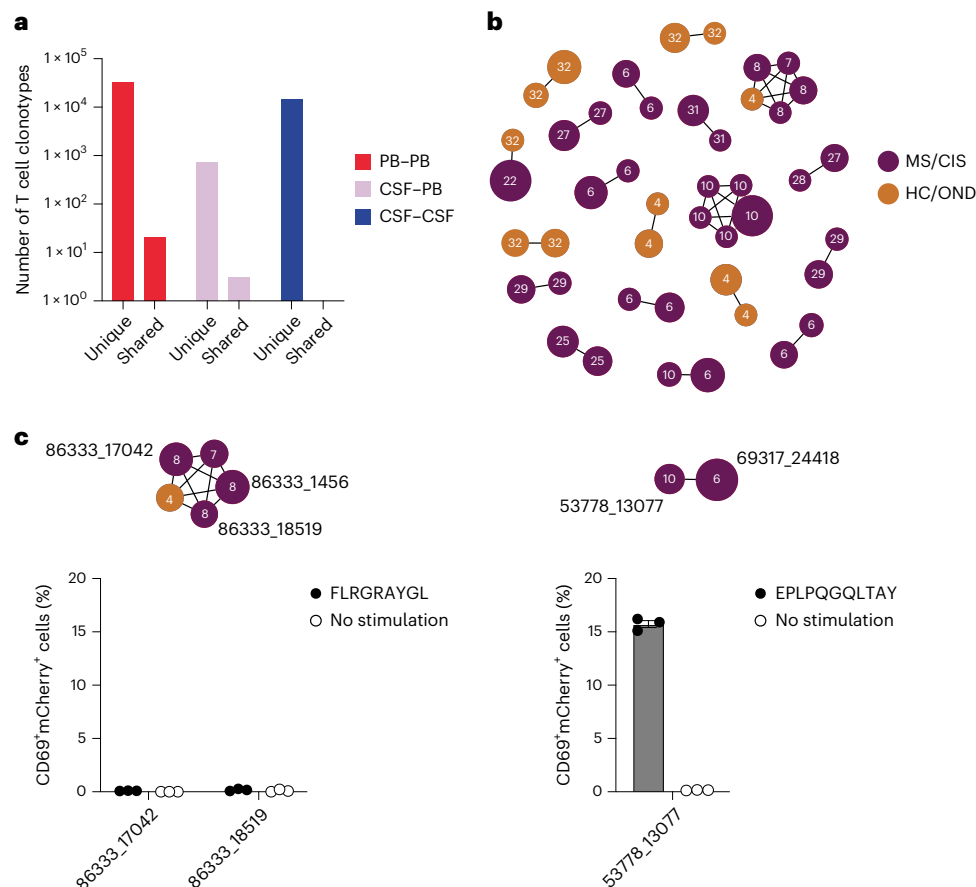 a
Number of T cell clonotypes
1 × 10⁵
1 × 10⁴
1 × 10³
1 × 10²
1 × 10¹
1 × 10⁰
Unique
Shared
Unique
Shared
Unique
Shared
PB–PB
CSF–PB
CSF–CSF
b
32 32
32
32
6
6
8 7
4 8
8
27 27
31
31
32
22
6 6
10 10
10 10
10
27
28
4
4
32 32
29
29
29 29
6 6
4
4
25
25
10 6
6
6
MS/CIS
HC/OND
c
86333_17042
8 7
4 8
8
86333_1456
86333_18519
CD69⁺mCherry⁺ cells (%)
20
15
10
5
0
FLRGRAYGL
No stimulation
86333_17042
86333_18519
69317_24418
10 6
53778_13077
CD69⁺mCherry⁺ cells (%)
20
15
10
5
0
EPLPQGQLTAY
No stimulation
53778_13077